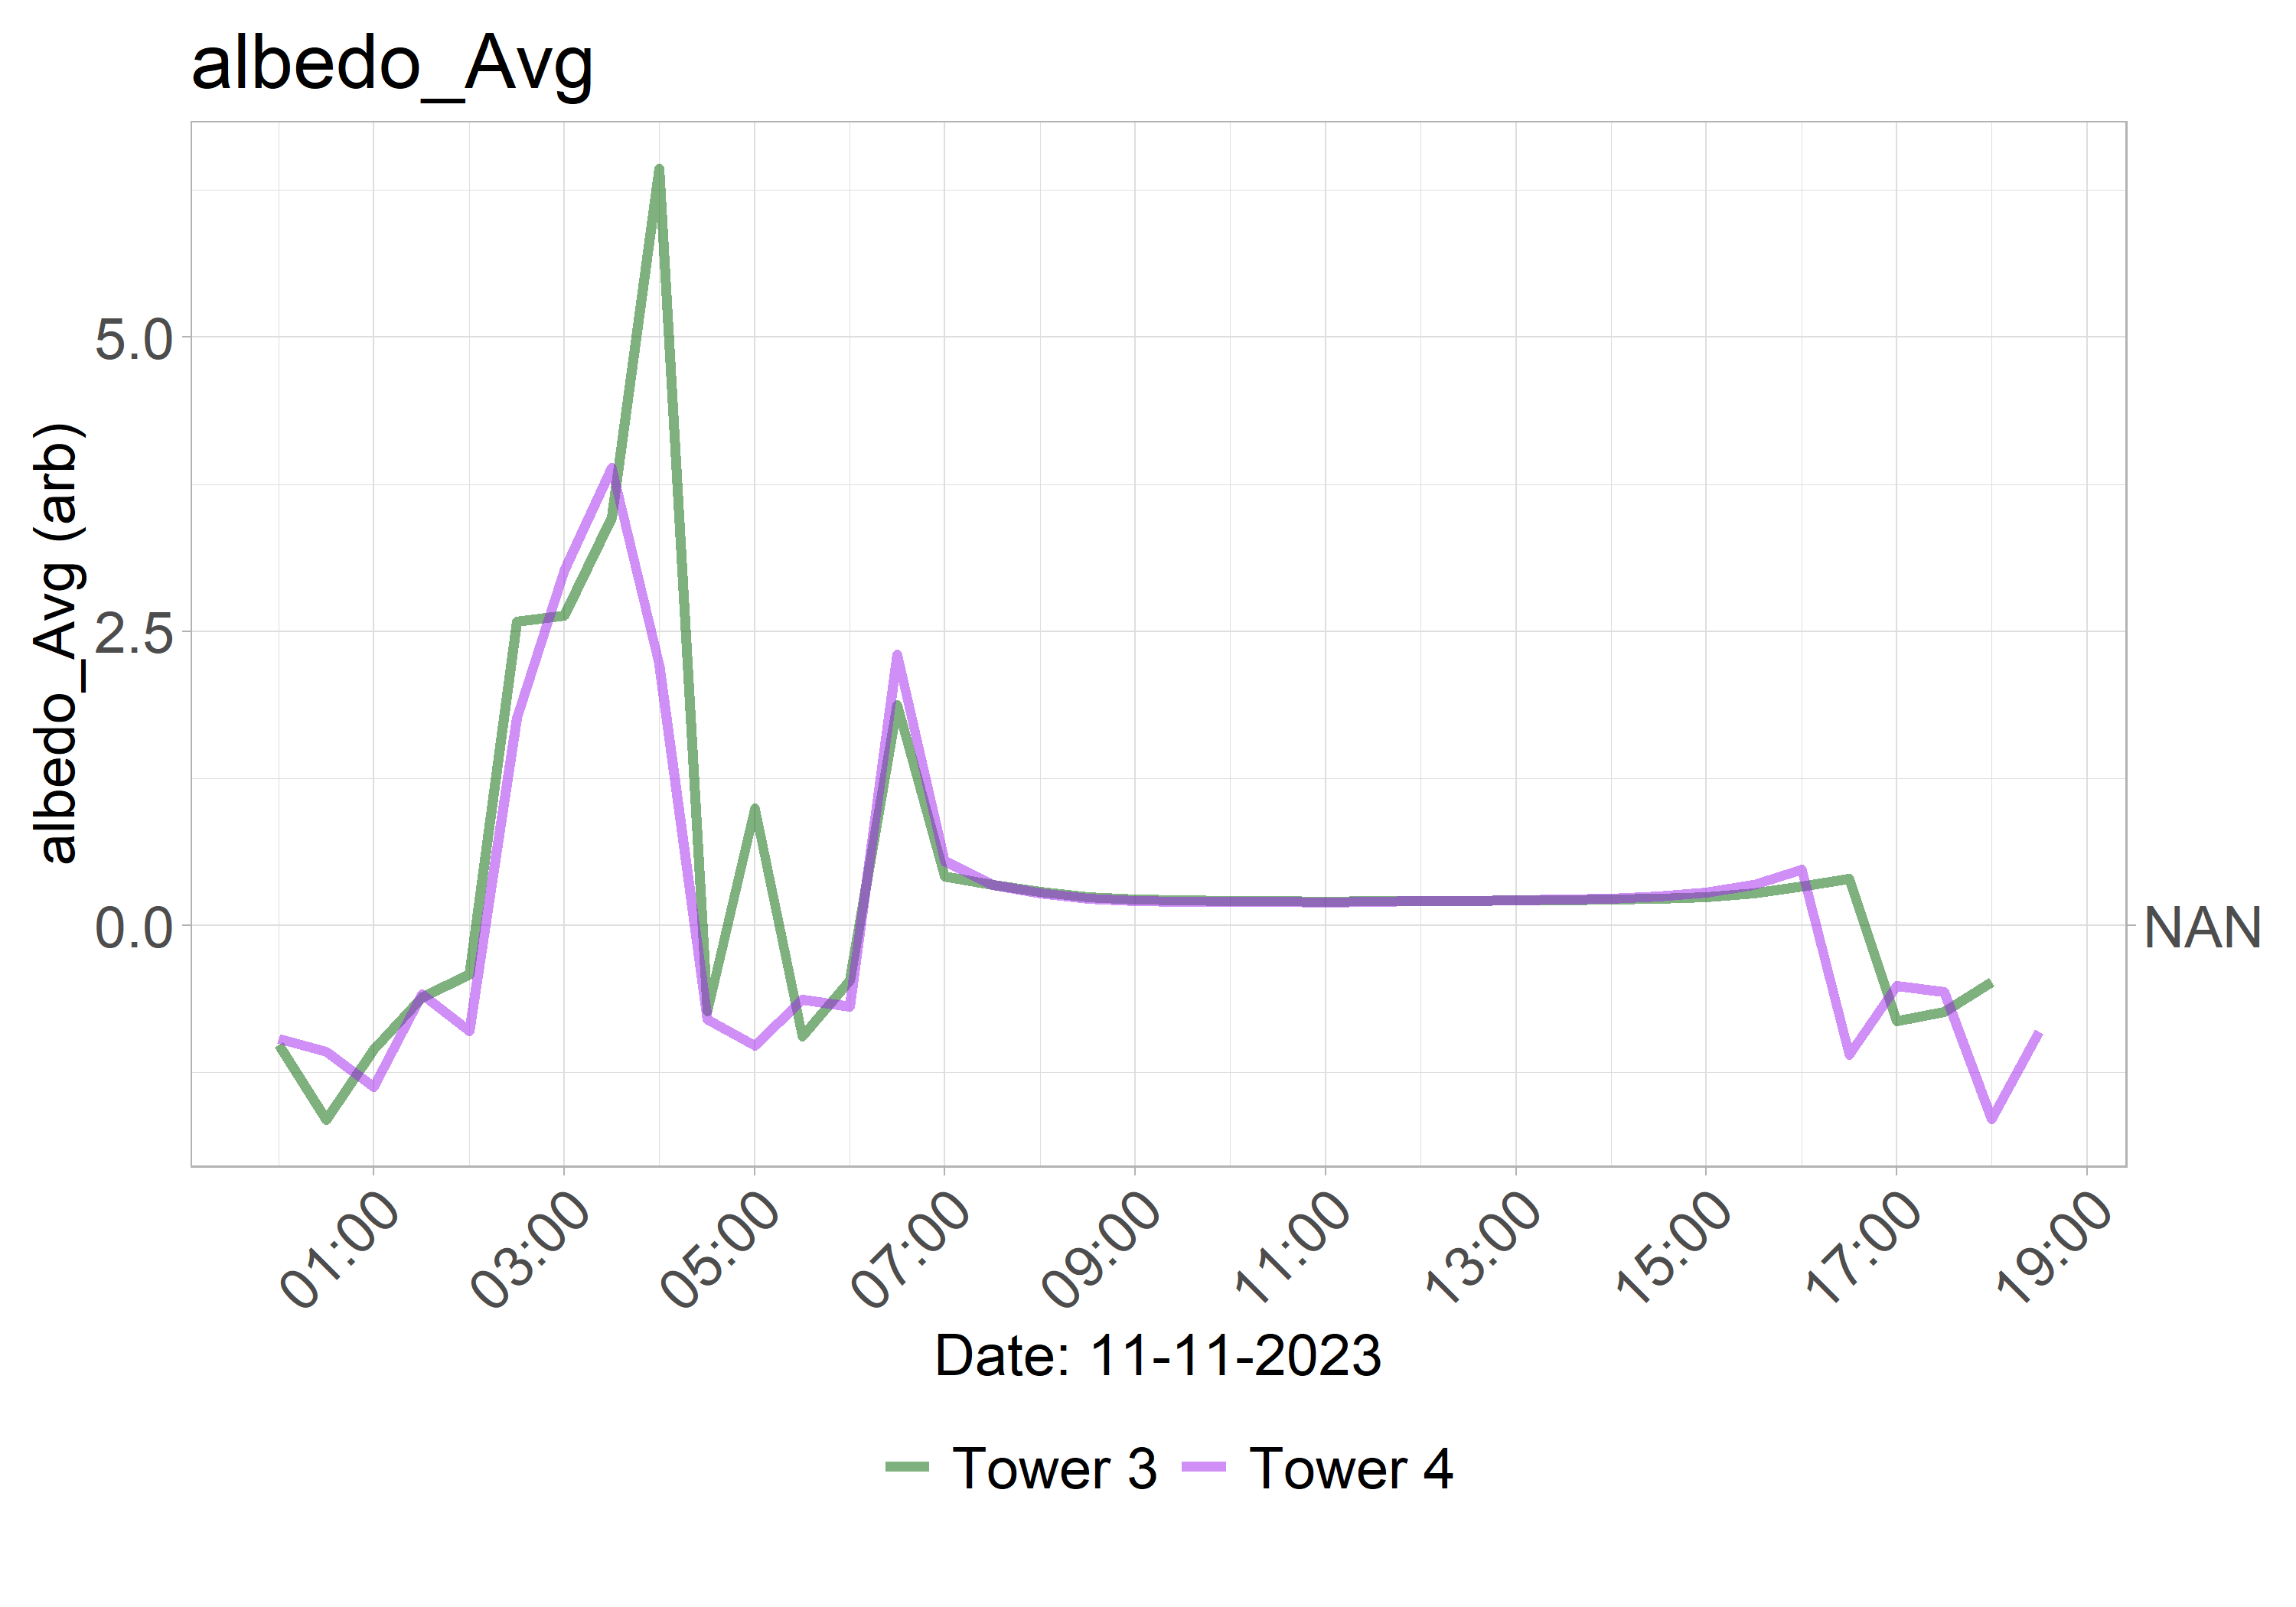 albedo_Avg
albedo_Avg (arb)
5.0
2.5
0.0
NAN
01:00
03:00
05:00
07:00
09:00
11:00
13:00
15:00
17:00
19:00
Date: 11-11-2023
Tower 3
Tower 4